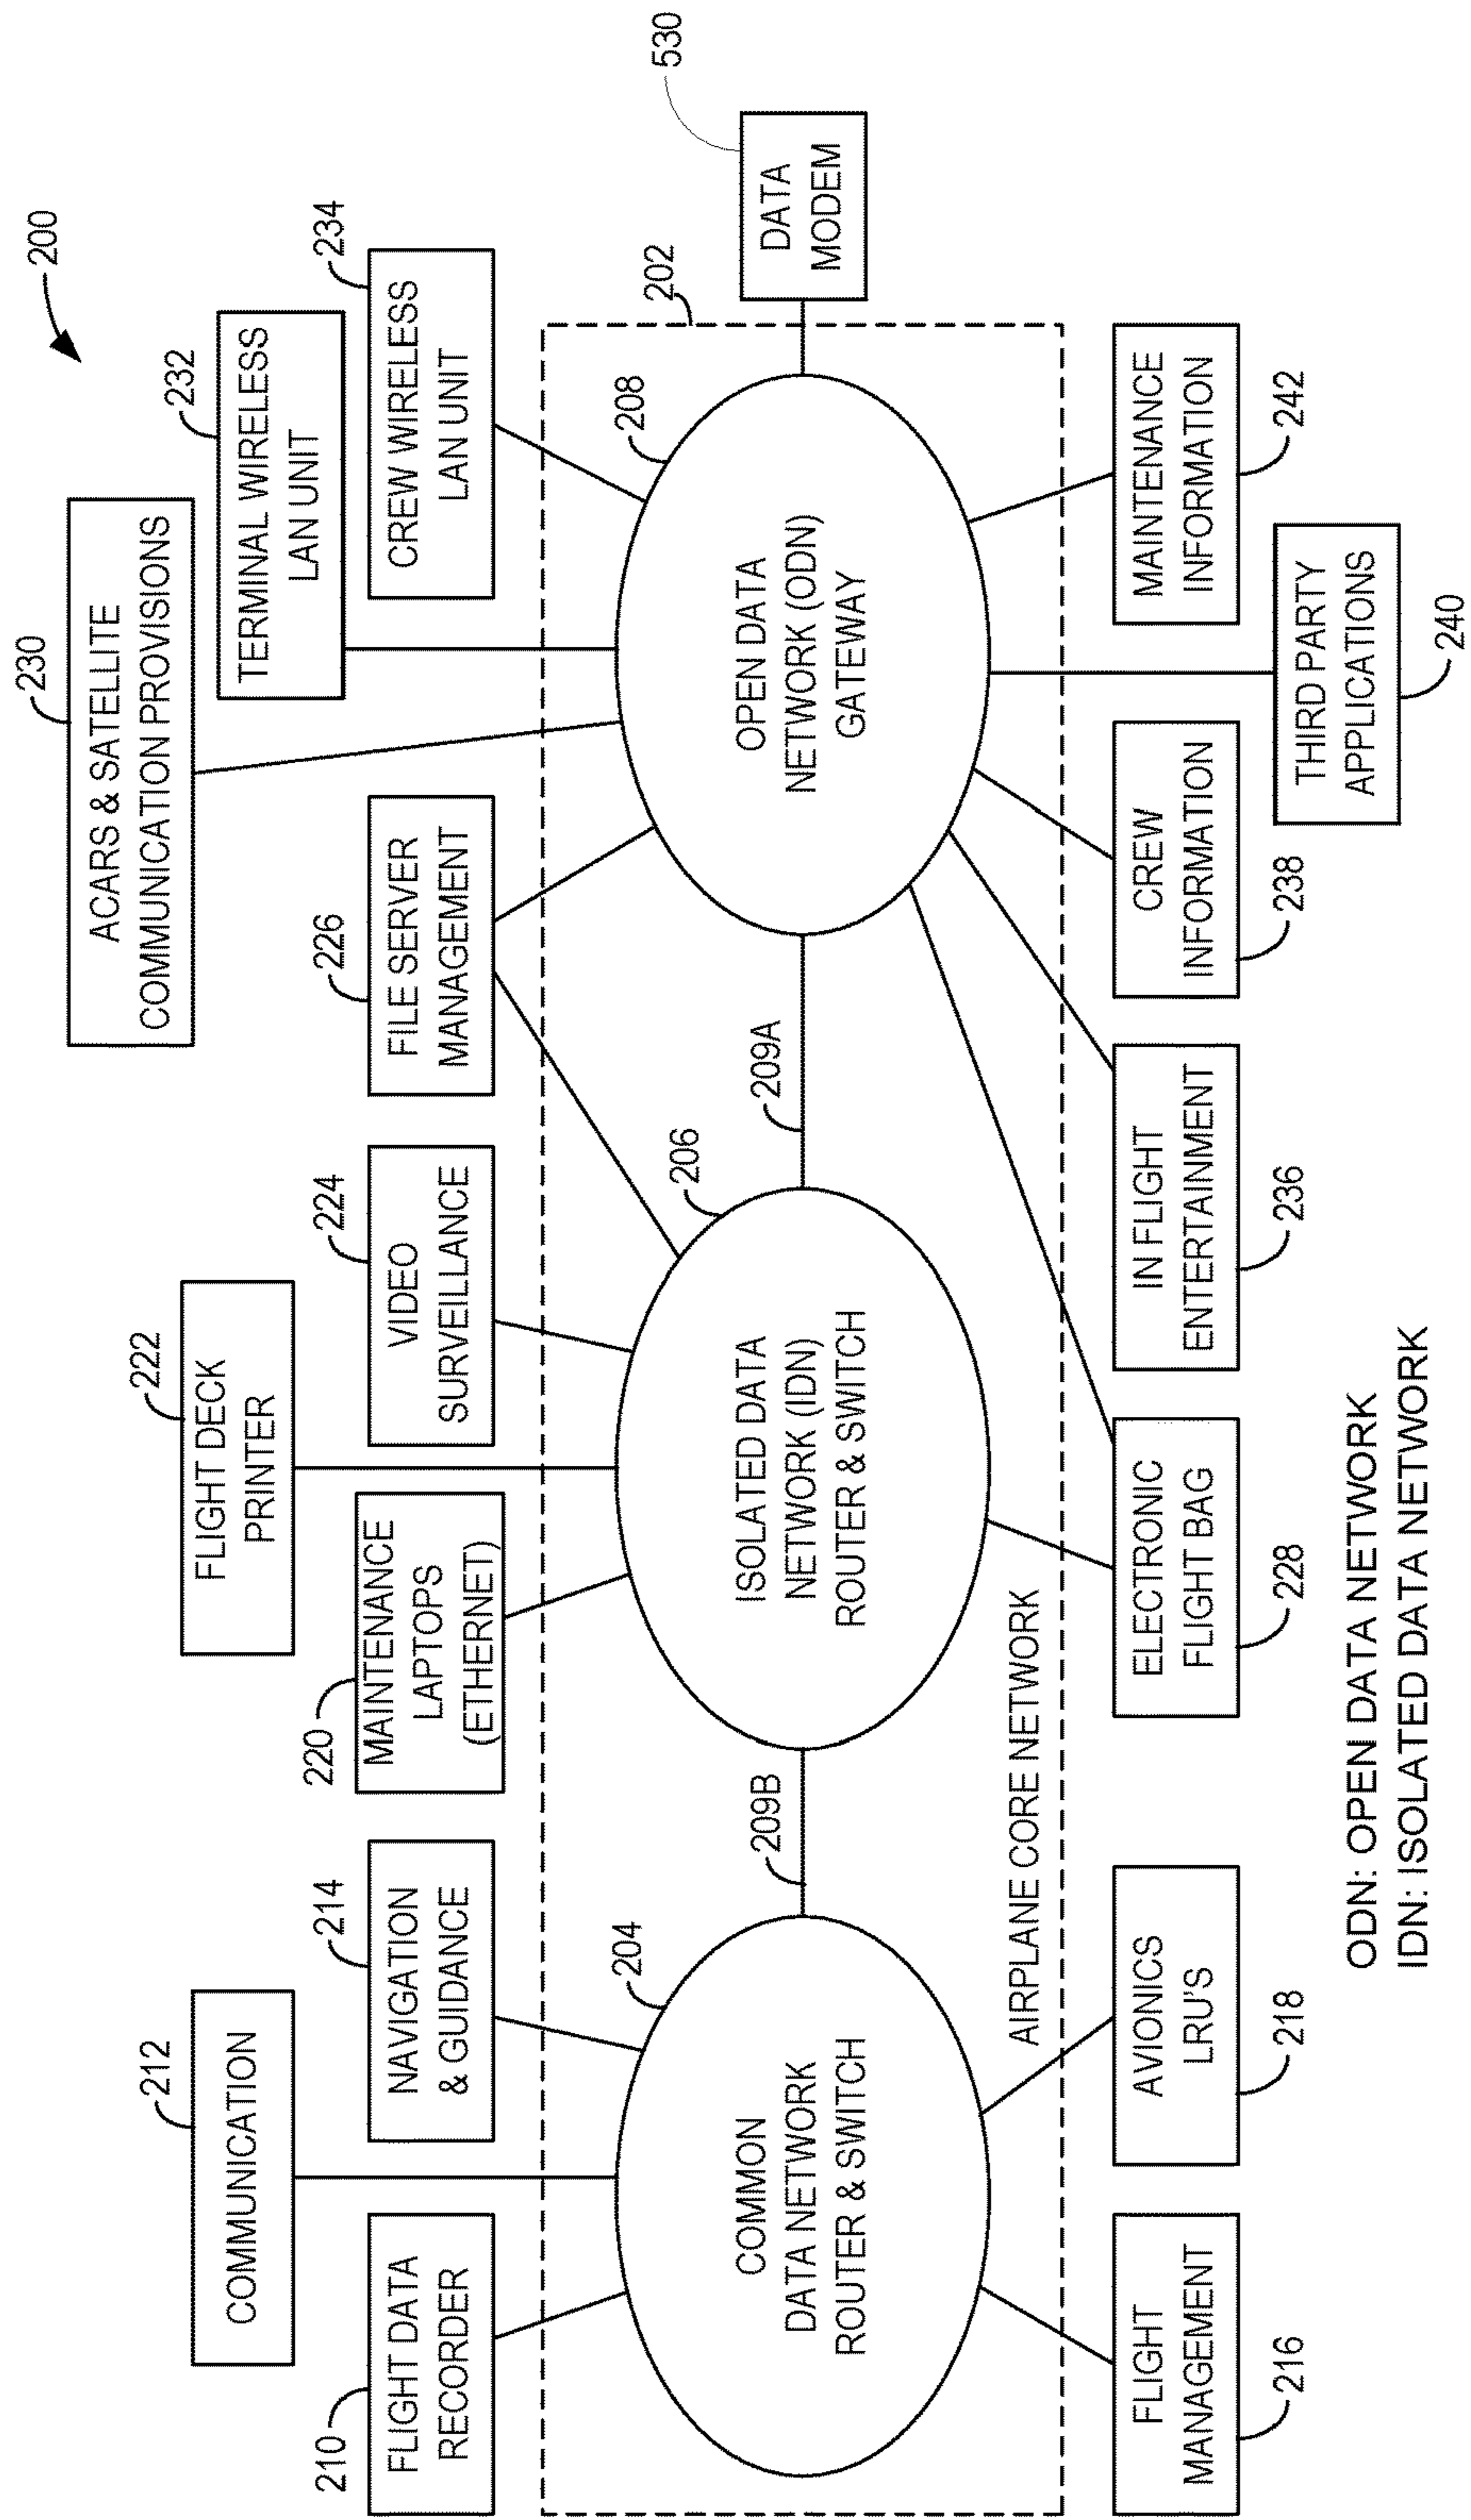 200
230
ACARS & SATELLITE
COMMUNICATION PROVISIONS
232
TERMINAL WIRELESS
LAN UNIT
234
CREW WIRELESS
LAN UNIT
222
FLIGHT DECK
PRINTER
212
COMMUNICATION
210
FLIGHT DATA
RECORDER
214
NAVIGATION
& GUIDANCE
220
MAINTENANCE
LAPTOPS
(ETHERNET)
224
VIDEO
SURVEILLANCE
226
FILE SERVER
MANAGEMENT
202
530
DATA
MODEM
204
COMMON
DATA NETWORK
ROUTER & SWITCH
209B
206
ISOLATED DATA
NETWORK (IDN)
ROUTER & SWITCH
209A
208
OPEN DATA
NETWORK (ODN)
GATEWAY
AIRPLANE CORE NETWORK
FLIGHT
MANAGEMENT
216
AVIONICS
LRU'S
218
ELECTRONIC
FLIGHT BAG
228
IN FLIGHT
ENTERTAINMENT
236
CREW
INFORMATION
238
THIRD PARTY
APPLICATIONS
240
MAINTENANCE
INFORMATION
242
ODN: OPEN DATA NETWORK
IDN: ISOLATED DATA NETWORK